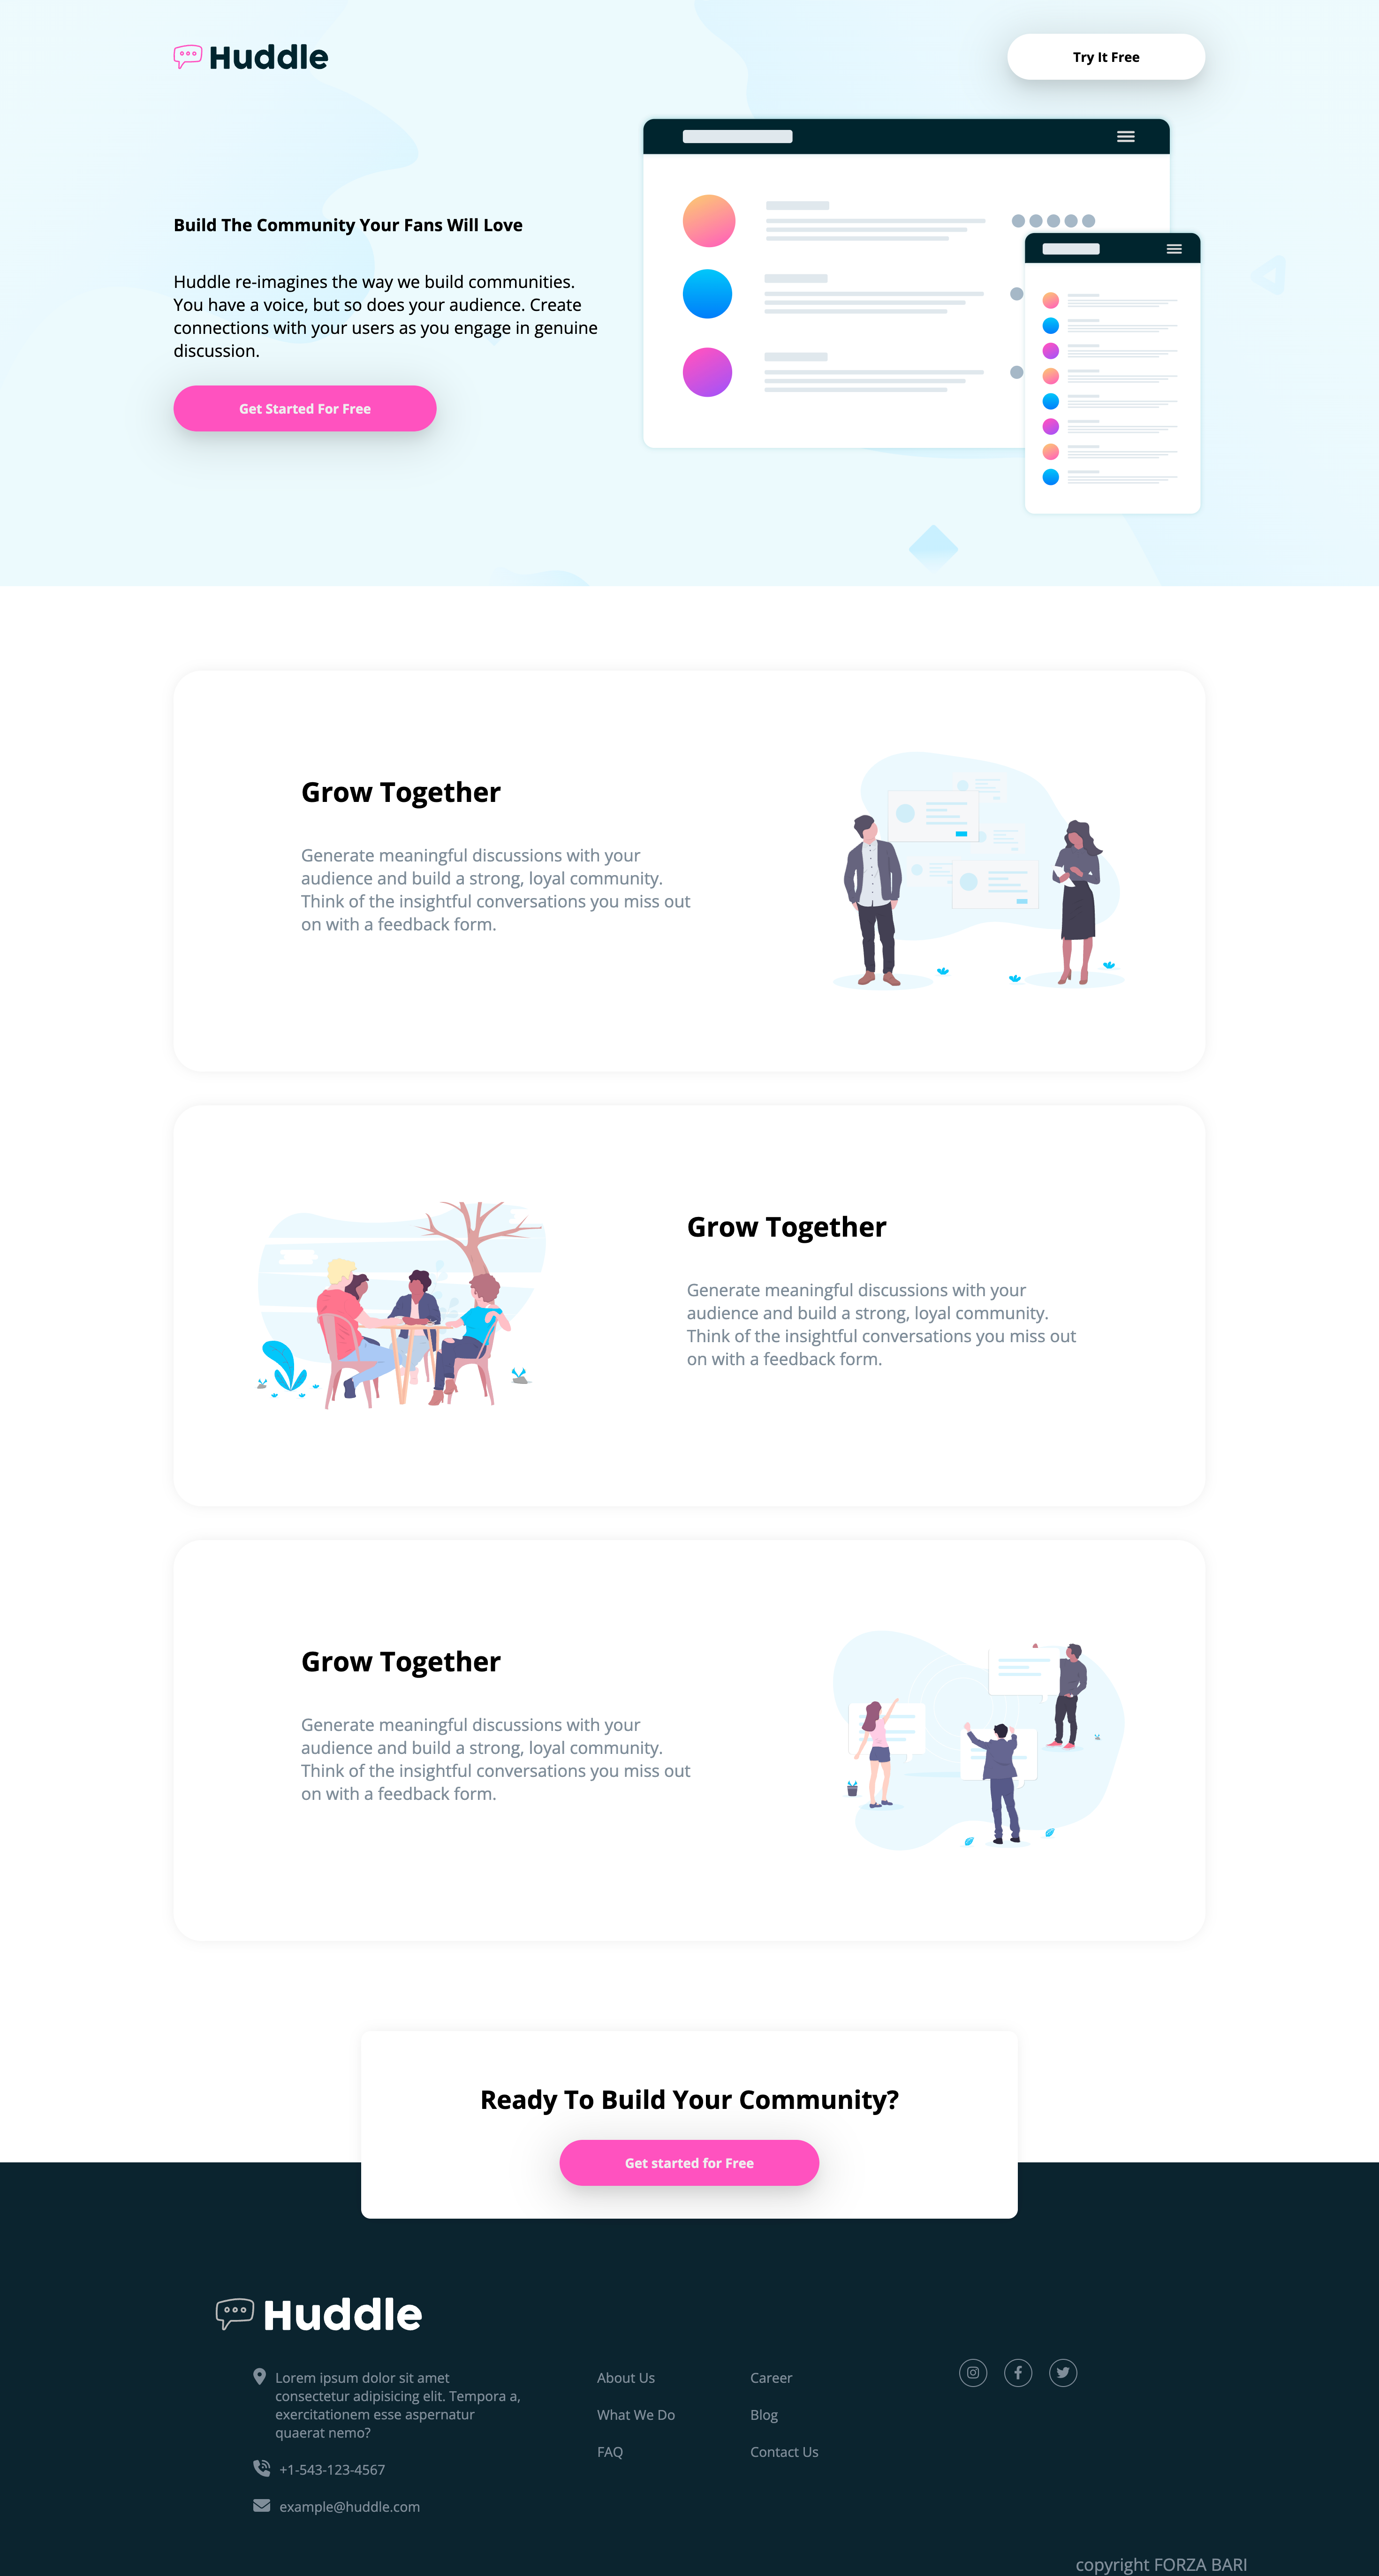 Huddle
Try It Free
Build The Community Your Fans Will Love
Huddle re-imagines the way we build communities.
You have a voice, but so does your audience. Create
connections with your users as you engage in genuine
discussion.
Get Started For Free
Grow Together
Generate meaningful discussions with your
audience and build a strong, loyal community.
Think of the insightful conversations you miss out
on with a feedback form.
Grow Together
Generate meaningful discussions with your
audience and build a strong, loyal community.
Think of the insightful conversations you miss out
on with a feedback form.
Grow Together
Generate meaningful discussions with your
audience and build a strong, loyal community.
Think of the insightful conversations you miss out
on with a feedback form.
Ready To Build Your Community?
Get started for Free
Huddle
Lorem ipsum dolor sit amet
consectetur adipisicing elit. Tempora a,
exercitationem esse aspernatur
quaerat nemo?
+1-543-123-4567
example@huddle.com
About Us
What We Do
FAQ
Career
Blog
Contact Us
copyright FORZA BARI